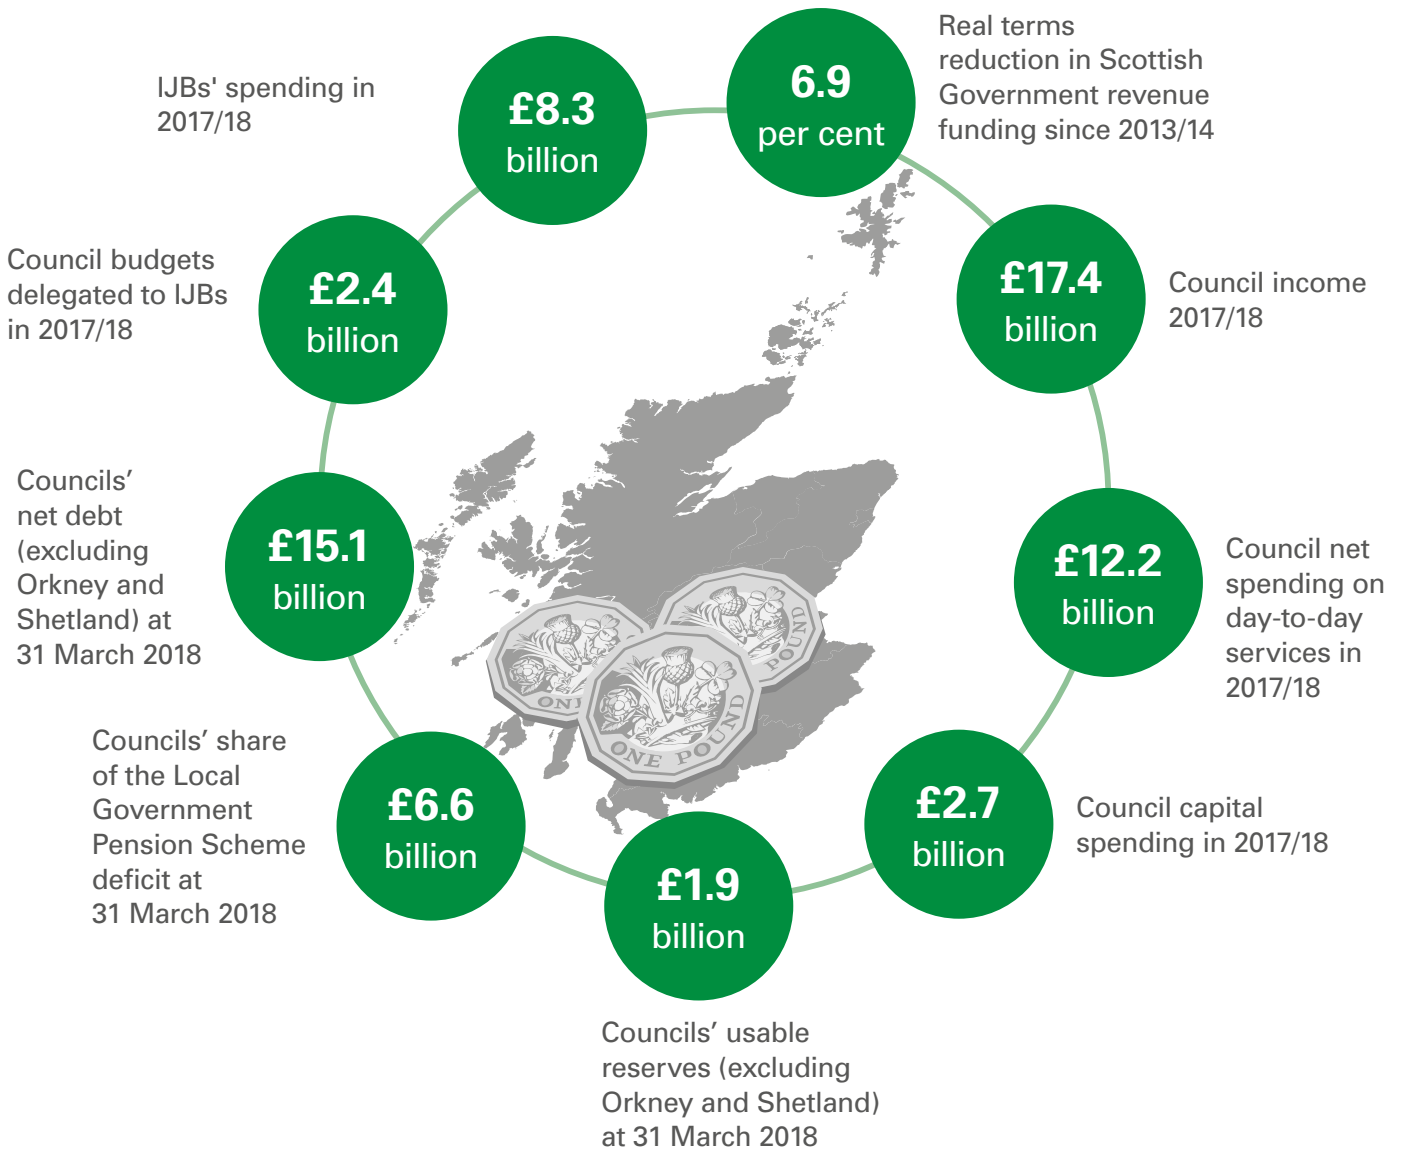 6.9
per cent
Real terms
reduction in Scottish
Government revenue
funding since 2013/14
£17.4
billion
Council income
2017/18
£12.2
billion
Council net
spending on
day-to-day
services in
2017/18
£2.7
billion
Council capital
spending in 2017/18
£1.9
billion
Councils’ usable
reserves (excluding
Orkney and Shetland)
at 31 March 2018
£6.6
billion
Councils’ share
of the Local
Government
Pension Scheme
deficit at
31 March 2018
£15.1
billion
Councils’
net debt
(excluding
Orkney and
Shetland) at
31 March 2018
£2.4
billion
Council budgets
delegated to IJBs
in 2017/18
£8.3
billion
IJBs' spending in
2017/18
ONE POUND
ON
POUND